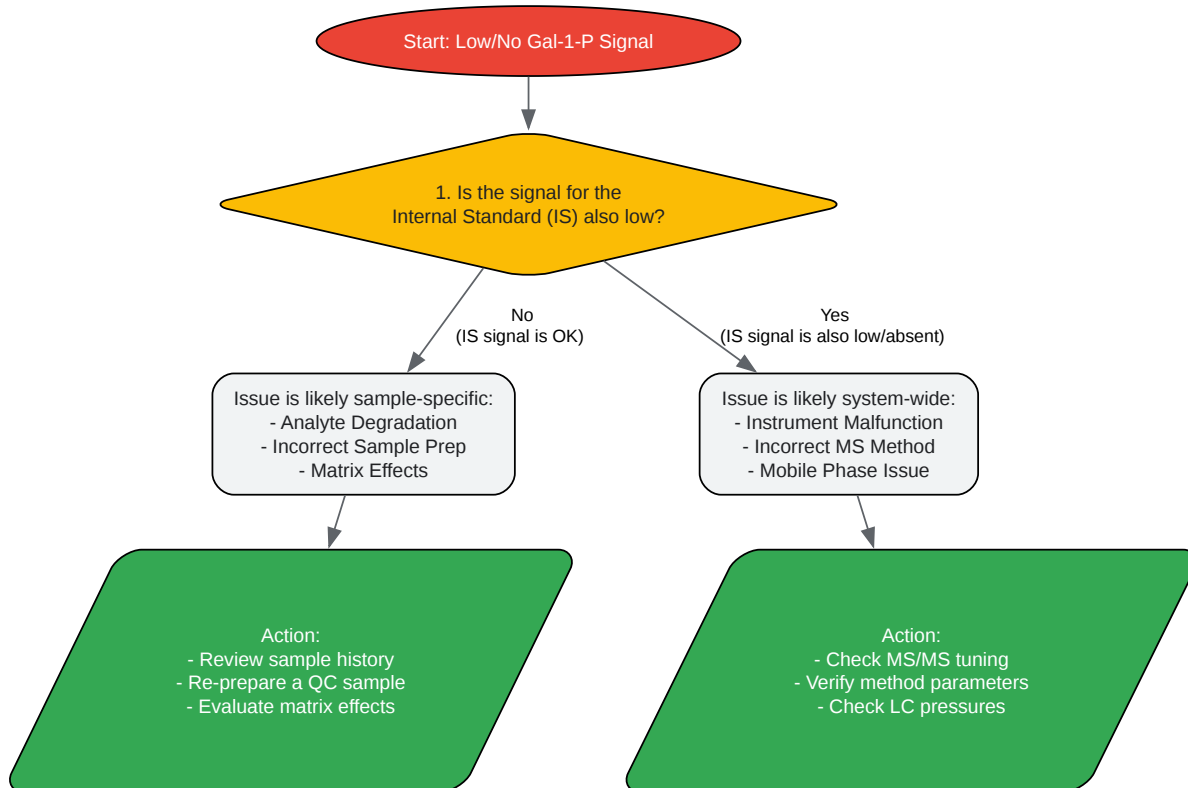 Start: Low/No Gal-1-P Signal
1. Is the signal for the
Internal Standard (IS) also low?
No
(IS signal is OK)
Yes
(IS signal is also low/absent)
Issue is likely sample-specific:
- Analyte Degradation
- Incorrect Sample Prep
- Matrix Effects
Issue is likely system-wide:
- Instrument Malfunction
- Incorrect MS Method
- Mobile Phase Issue
Action:
- Review sample history
- Re-prepare a QC sample
- Evaluate matrix effects
Action:
- Check MS/MS tuning
- Verify method parameters
- Check LC pressures